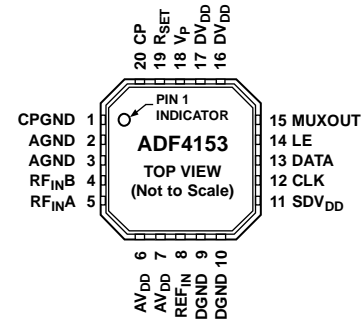 20 CP
19 RSET
18 VP
17 DVDD
16 DVDD
PIN 1
INDICATOR
CPGND 1
AGND 2
AGND 3
RFINB 4
RFINA 5
ADF4153
TOP VIEW
(Not to Scale)
15 MUXOUT
14 LE
13 DATA
12 CLK
11 SDVDD
AVDD 6
AVDD 7
REFIN 8
DGND 9
DGND 10